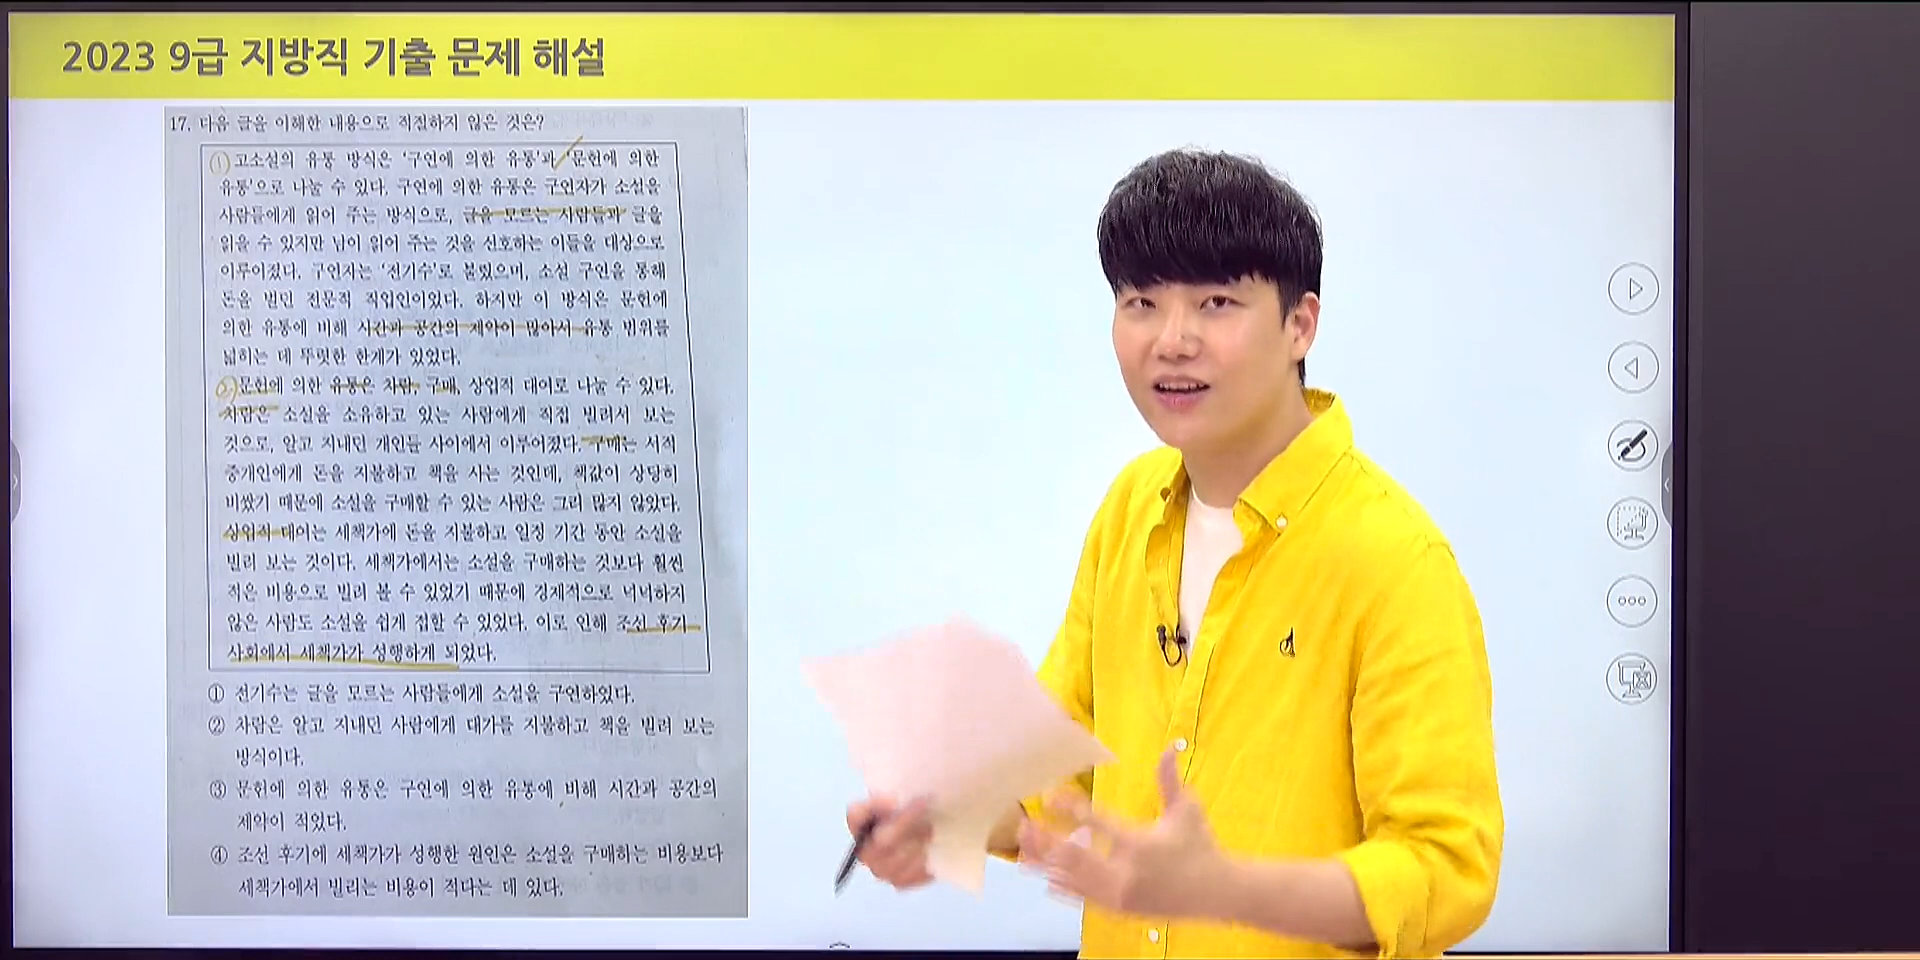 2023 9급 지방직 기출 문제 해설
17. 다음 글을 이해한 내용으로 적절하지 않은 것은?
① 고소설의 유통 방식은 '구연에 의한 유통'과 '문헌에 의한
유통'으로 나눌 수 있다. 구연에 의한 유통은 구연자가 소설을
사람들에게 읽어 주는 방식으로, 글을 모르는 사람들과 글을
읽을 수 있지만 남이 읽어 주는 것을 선호하는 이들을 대상으로
이루어졌다. 구연자는 '전기수'로 불렸으며, 소설 구연을 통해
돈을 벌던 전문적 직업인이었다. 하지만 이 방식은 문헌에
의한 유통에 비해 시간과 공간의 제약이 많아서 유통 범위를
넓히는 데 뚜렷한 한계가 있었다.
② 문헌에 의한 유통은 차람, 구매, 상업적 대여로 나눌 수 있다.
차람은 소설을 소유하고 있는 사람에게 직접 빌려서 보는
것으로, 알고 지내던 개인들 사이에서 이루어졌다. 구매는 서적
중개인에게 돈을 지불하고 책을 사는 것인데, 책값이 상당히
비쌌기 때문에 소설을 구매할 수 있는 사람은 그리 많지 않았다.
상업적 대여는 세책가에 돈을 지불하고 일정 기간 동안 소설을
빌려 보는 것이다. 세책가에서는 소설을 구매하는 것보다 훨씬
적은 비용으로 빌려 볼 수 있었기 때문에 경제적으로 넉넉하지
않은 사람도 소설을 쉽게 접할 수 있었다. 이로 인해 조선 후기
사회에서 세책가가 성행하게 되었다.
① 전기수는 글을 모르는 사람들에게 소설을 구연하였다.
② 차람은 알고 지내던 사람에게 대가를 지불하고 책을 빌려 보는
방식이다.
③ 문헌에 의한 유통은 구연에 의한 유통에 비해 시간과 공간의
제약이 적었다.
④ 조선 후기에 세책가가 성행한 원인은 소설을 구매하는 비용보다
세책가에서 빌리는 비용이 적다는 데 있다.